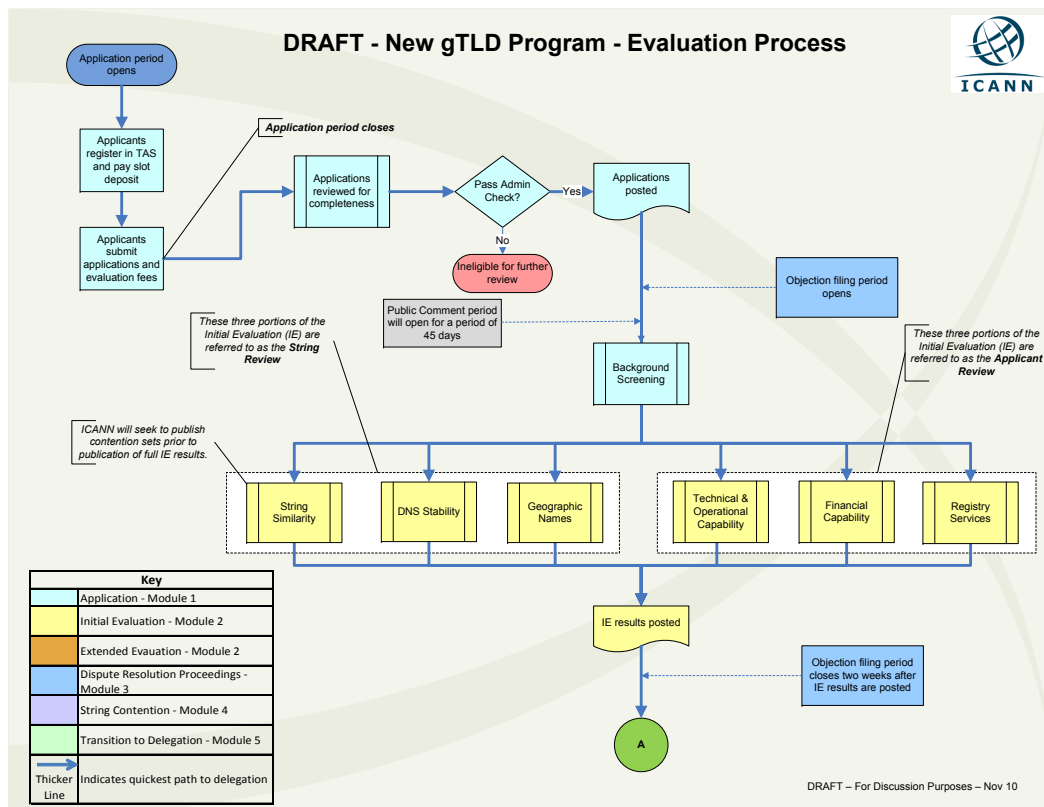 DRAFT - New gTLD Program - Evaluation Process
ICANN
Application period
opens
Applicants
register in TAS
and pay slot
deposit
Applicants
submit
applications and
evaluation fees
Application period closes
Applications
reviewed for
completeness
Pass Admin
Check?
Yes
No
Applications
posted
Ineligible for further
review
Objection filing period
opens
Public Comment period
will open for a period of
45 days
These three portions of the
Initial Evaluation (IE) are
referred to as the String
Review
These three portions of the
Initial Evaluation (IE) are
referred to as the Applicant
Review
Background
Screening
ICANN will seek to publish
contention sets prior to
publication of full IE results.
String
Similarity
DNS Stability
Geographic
Names
Technical &
Operational
Capability
Financial
Capability
Registry
Services
IE results posted
Objection filing period
closes two weeks after
IE results are posted
A
Key
Application - Module 1
Initial Evaluation - Module 2
Extended Evauation - Module 2
Dispute Resolution Proceedings -
Module 3
String Contention - Module 4
Transition to Delegation - Module 5
Thicker
Line
Indicates quickest path to delegation
DRAFT – For Discussion Purposes – Nov 10